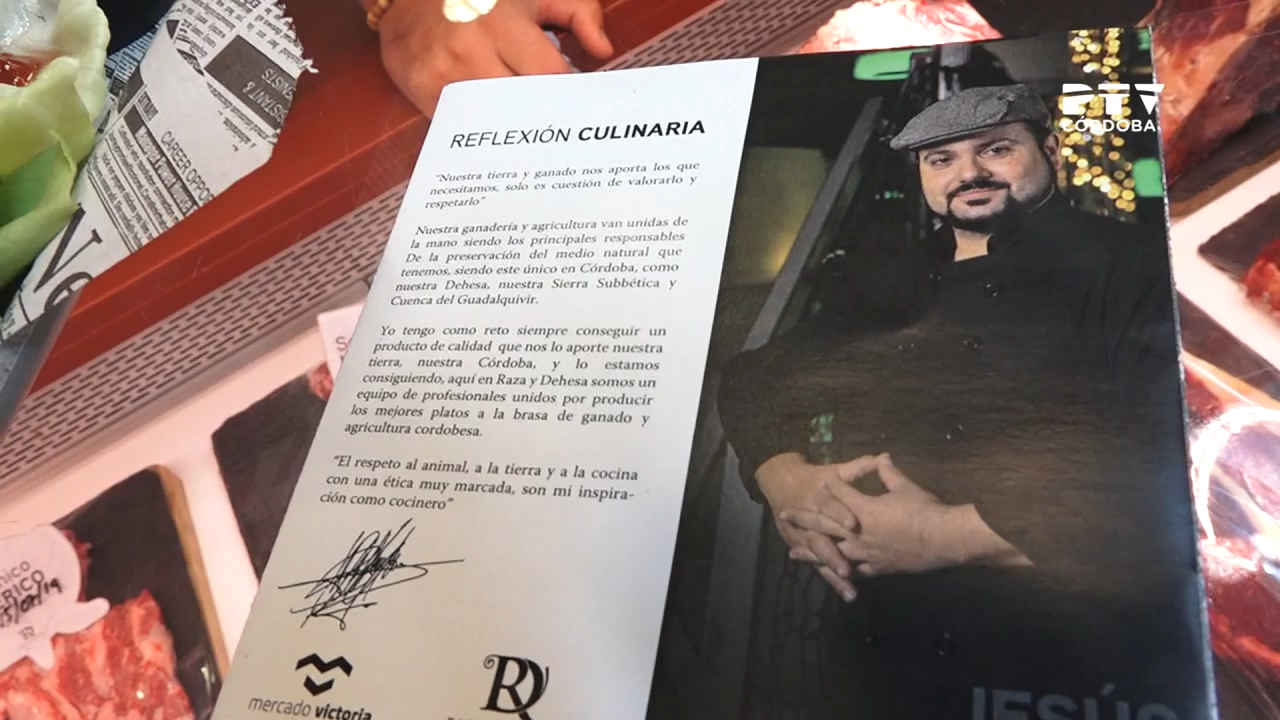 REFLEXIÓN CULINARIA
"Nuestra tierra y ganado nos aporta los que
necesitamos, solo es cuestión de valorarlo y
respetarlo"
Nuestra ganadería y agricultura van unidas de
la mano siendo los principales responsables
De la preservación del medio natural que
tenemos, siendo este único en Córdoba, como
nuestra Dehesa, nuestra Sierra Subbética y
Cuenca del Guadalquivir.
Yo tengo como reto siempre conseguir un
producto de calidad que nos lo aporte nuestra
tierra, nuestra Córdoba, y lo estamos
consiguiendo, aquí en Raza y Dehesa somos un
equipo de profesionales unidos por producir
los mejores platos a la brasa de ganado y
agricultura cordobesa.
"El respeto al animal, a la tierra y a la cocina
con una ética muy marcada, son mi inspira-
ción como cocinero"
mercado victoria
RD
JESÚS
PTV
CÓRDOBA
CAREER